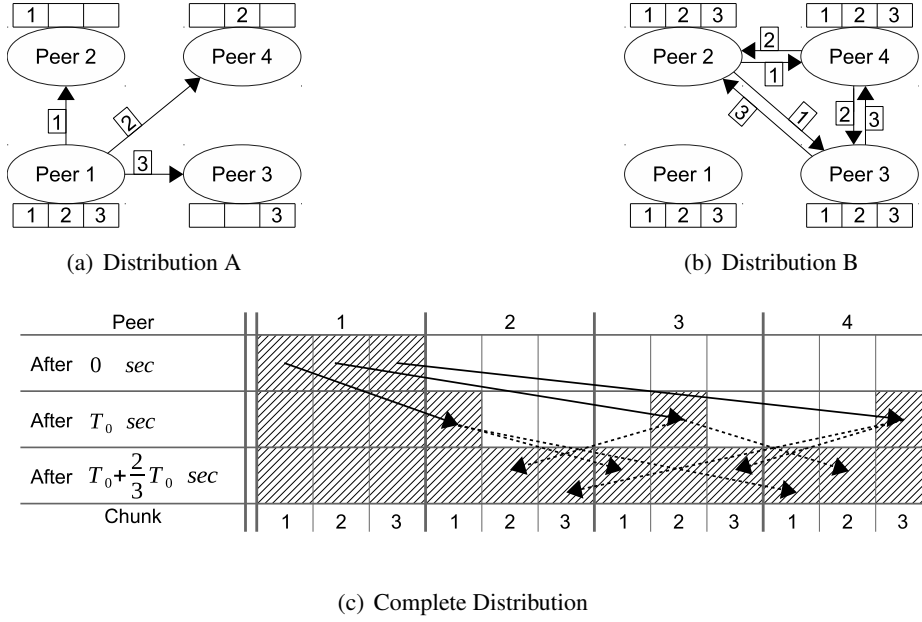 1 2
Peer 2 Peer 4
1 2 3
Peer 1 Peer 3
1 2 3 3
(a) Distribution A
1 2 3 1 2 3
Peer 2 2 Peer 4
1
3 1 2 3
Peer 1 Peer 3
1 2 3 1 2 3
(b) Distribution B
Peer 1 2 3 4
After 0 sec
After T₀ sec
After T₀+2/3 T₀ sec
Chunk 1 2 3 1 2 3 1 2 3 1 2 3
(c) Complete Distribution